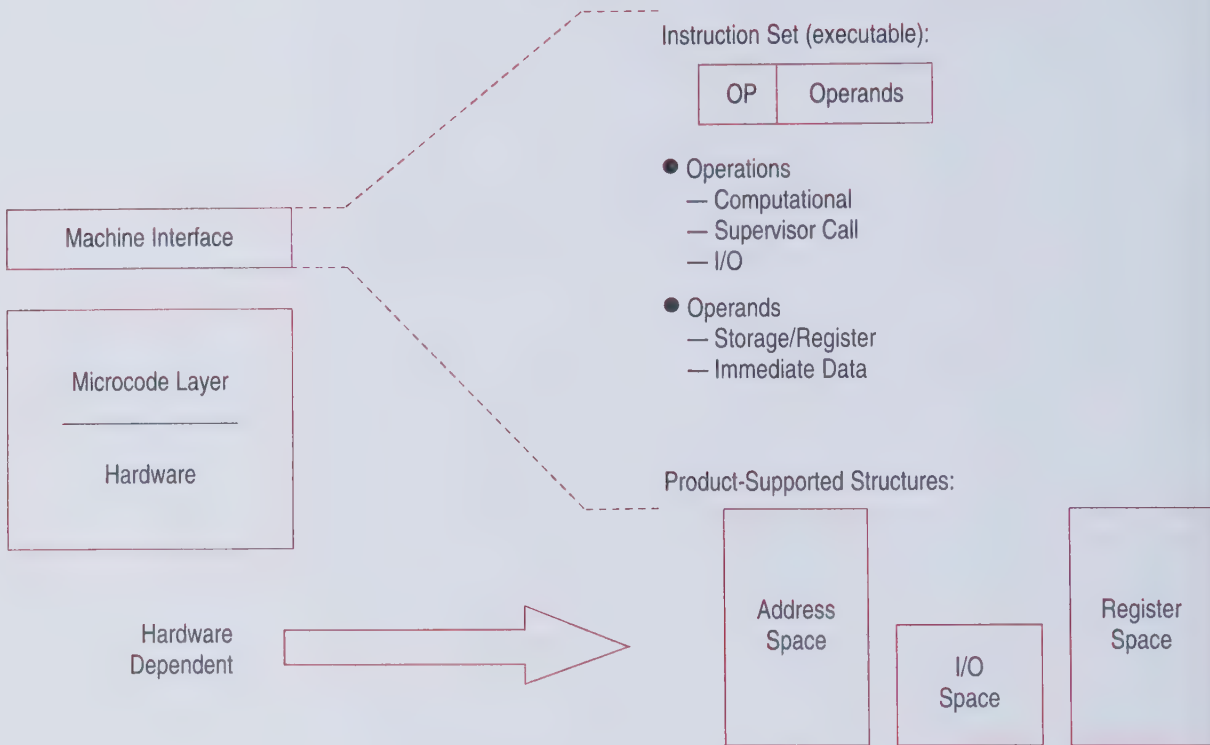 Instruction Set (executable):
OP
Operands
● Operations
— Computational
— Supervisor Call
— I/O
● Operands
— Storage/Register
— Immediate Data
Machine Interface
Microcode Layer
Hardware
Product-Supported Structures:
Address
Space
I/O
Space
Register
Space
Hardware
Dependent